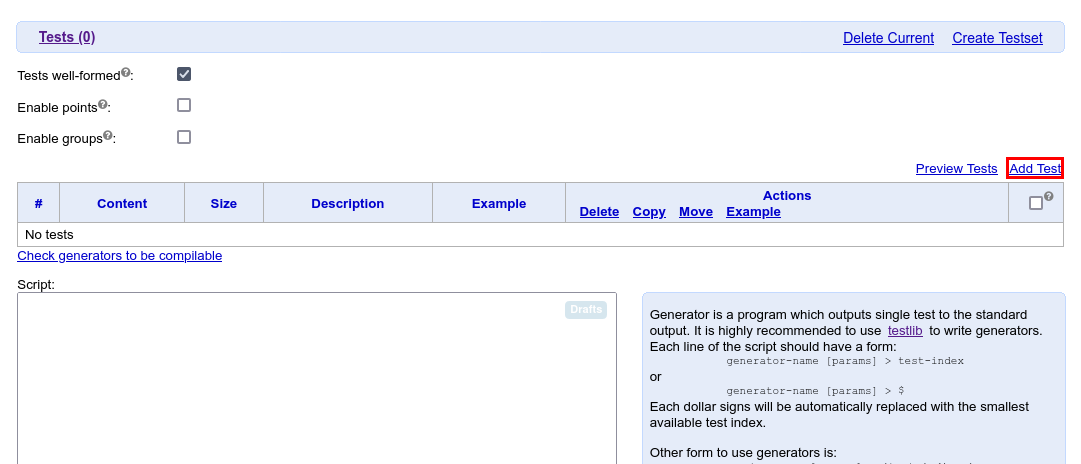 Tests (0) Delete Current Create Testset
Tests well-formed?:
Enable points?:
Enable groups?:
Preview Tests Add Test
# Content Size Description Example Actions ?
Delete Copy Move Example
No tests
Check generators to be compilable
Script:
Drafts
Generator is a program which outputs single test to the standard
output. It is highly recommended to use testlib to write generators.
Each line of the script should have a form:
generator-name [params] > test-index
or
generator-name [params] > $
Each dollar signs will be automatically replaced with the smallest
available test index.
Other form to use generators is: